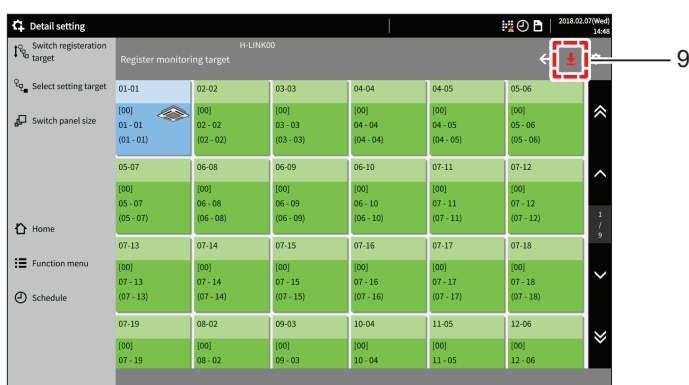 Detail setting
2018.02.07(Wed)
14:48
Switch registeration
target
H-LINK00
Register monitoring target
9
Select setting target
Switch panel size
Home
Function menu
Schedule
01-01 02-02 03-03 04-04 04-05 05-06
[00] [00] [00] [00] [00] [00]
01 - 01 02 - 02 03 - 03 04 - 04 04 - 05 05 - 06
(01 - 01) (02 - 02) (03 - 03) (04 - 04) (04 - 05) (05 - 06)
05-07 06-08 06-09 06-10 07-11 07-12
[00] [00] [00] [00] [00] [00]
05 - 07 06 - 08 06 - 09 06 - 10 07 - 11 07 - 12
(05 - 07) (06 - 08) (06 - 09) (06 - 10) (07 - 11) (07 - 12)
07-13 07-14 07-15 07-16 07-17 07-18
[00] [00] [00] [00] [00] [00]
07 - 13 07 - 14 07 - 15 07 - 16 07 - 17 07 - 18
(07 - 13) (07 - 14) (07 - 15) (07 - 16) (07 - 17) (07 - 18)
07-19 08-02 09-03 10-04 11-05 12-06
[00] [00] [00] [00] [00] [00]
07 - 19 08 - 02 09 - 03 10 - 04 11 - 05 12 - 06
1
/
9